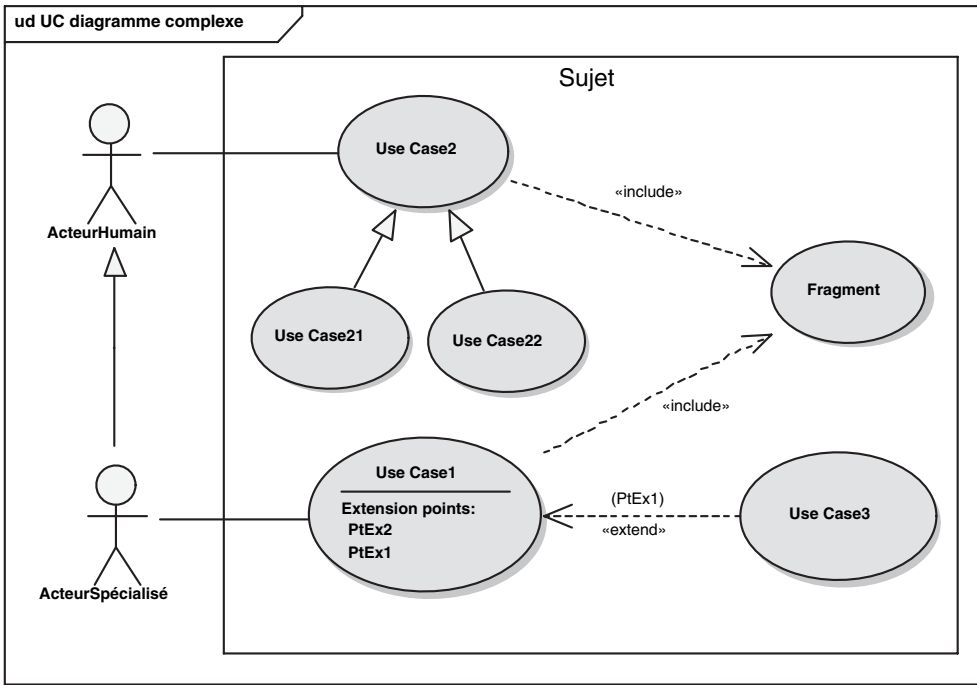 ud UC diagramme complexe
Sujet
Use Case2
«include»
ActeurHumain
Fragment
Use Case21
Use Case22
«include»
Use Case1
Extension points:
PtEx2
PtEx1
(PtEx1)
«extend»
Use Case3
ActeurSpécialisé